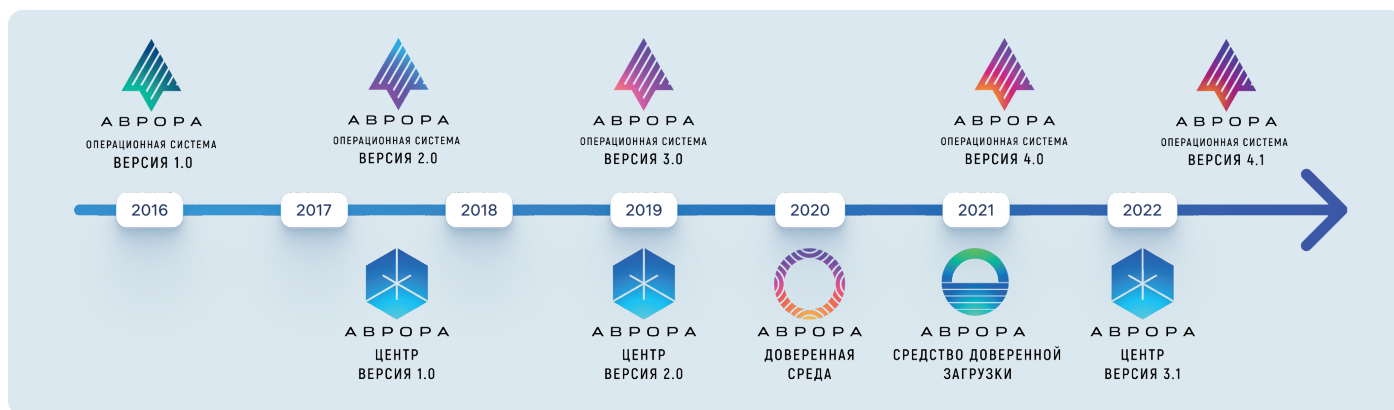 АВРОРА
ОПЕРАЦИОННАЯ СИСТЕМА
ВЕРСИЯ 1.0
АВРОРА
ОПЕРАЦИОННАЯ СИСТЕМА
ВЕРСИЯ 2.0
АВРОРА
ОПЕРАЦИОННАЯ СИСТЕМА
ВЕРСИЯ 3.0
АВРОРА
ОПЕРАЦИОННАЯ СИСТЕМА
ВЕРСИЯ 4.0
АВРОРА
ОПЕРАЦИОННАЯ СИСТЕМА
ВЕРСИЯ 4.1
2016 2017 2018 2019 2020 2021 2022
АВРОРА
ЦЕНТР
ВЕРСИЯ 1.0
АВРОРА
ЦЕНТР
ВЕРСИЯ 2.0
АВРОРА
ДОВЕРЕННАЯ
СРЕДА
АВРОРА
СРЕДСТВО ДОВЕРЕННОЙ
ЗАГРУЗКИ
АВРОРА
ЦЕНТР
ВЕРСИЯ 3.1